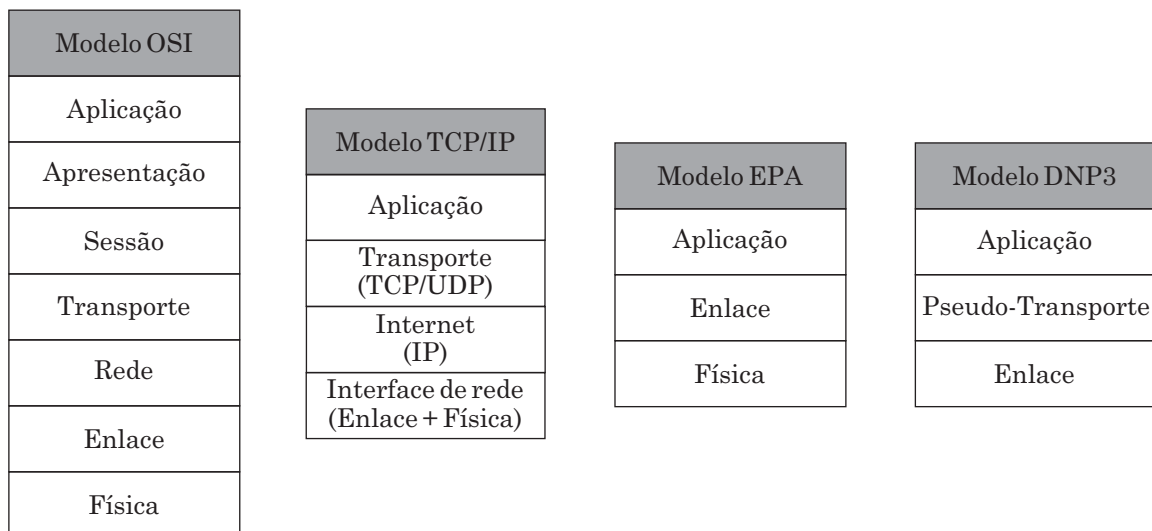 Modelo OSI
Aplicação
Apresentação
Sessão
Transporte
Rede
Enlace
Física
Modelo TCP/IP
Aplicação
Transporte
(TCP/UDP)
Internet
(IP)
Interface de rede
(Enlace + Física)
Modelo EPA
Aplicação
Enlace
Física
Modelo DNP3
Aplicação
Pseudo-Transporte
Enlace